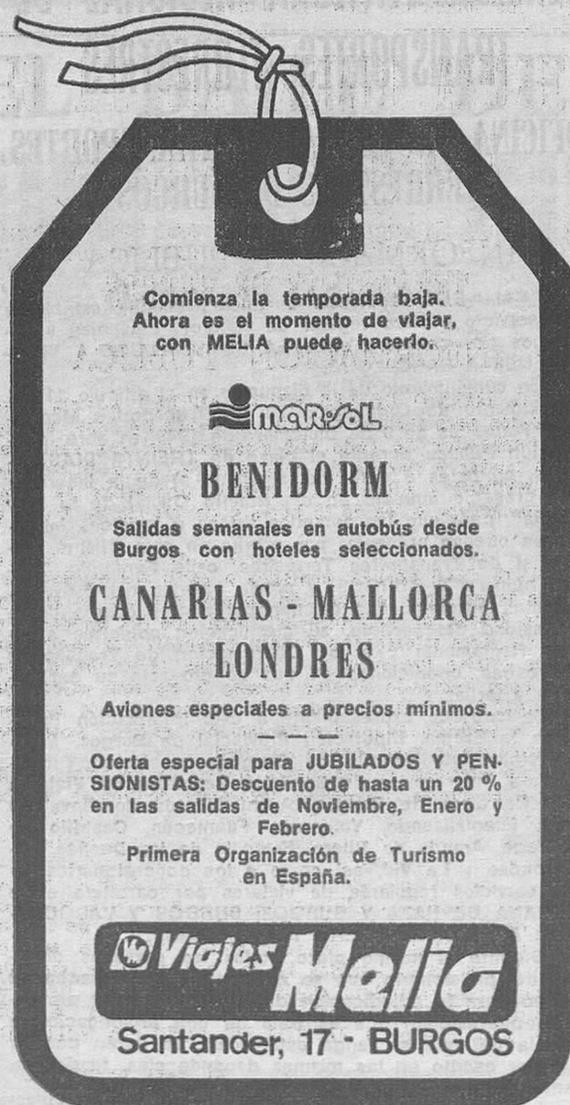 Comienza la temporada baja.
Ahora es el momento de viajar,
con MELIA puede hacerlo.
MAR-SOL
BENIDORM
Salidas semanales en autobús desde
Burgos con hoteles seleccionados.
CANARIAS - MALLORCA
LONDRES
Aviones especiales a precios mínimos.
— — —
Oferta especial para JUBILADOS Y PEN-
SIONISTAS: Descuento de hasta un 20 %
en las salidas de Noviembre, Enero y
Febrero.
Primera Organización de Turismo
en España.
Viajes Melia
Santander, 17 - BURGOS